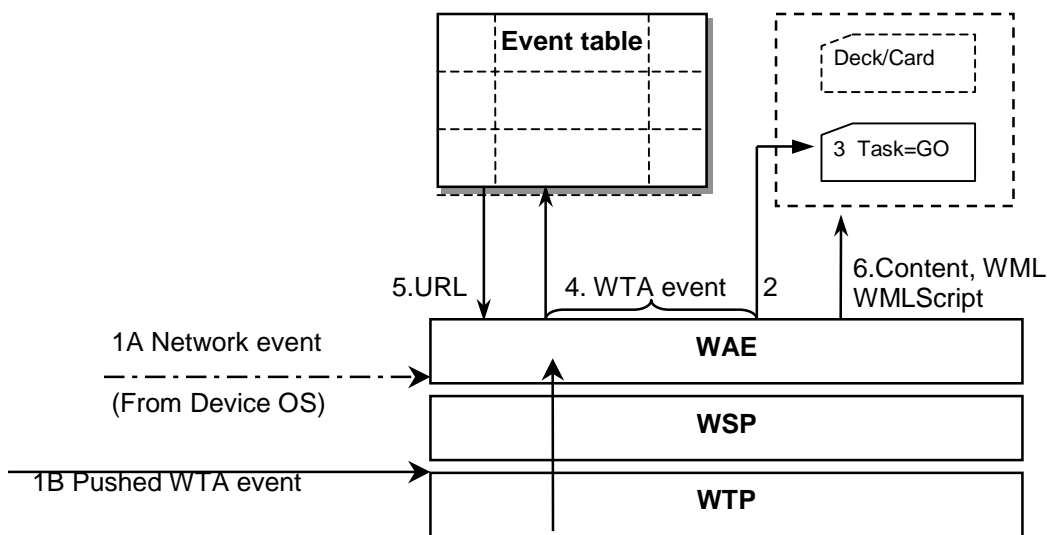 Event table
Deck/Card
3 Task=GO
5.URL
4. WTA event
2
6.Content, WML
WMLScript
1A Network event
WAE
(From Device OS)
WSP
1B Pushed WTA event
WTP